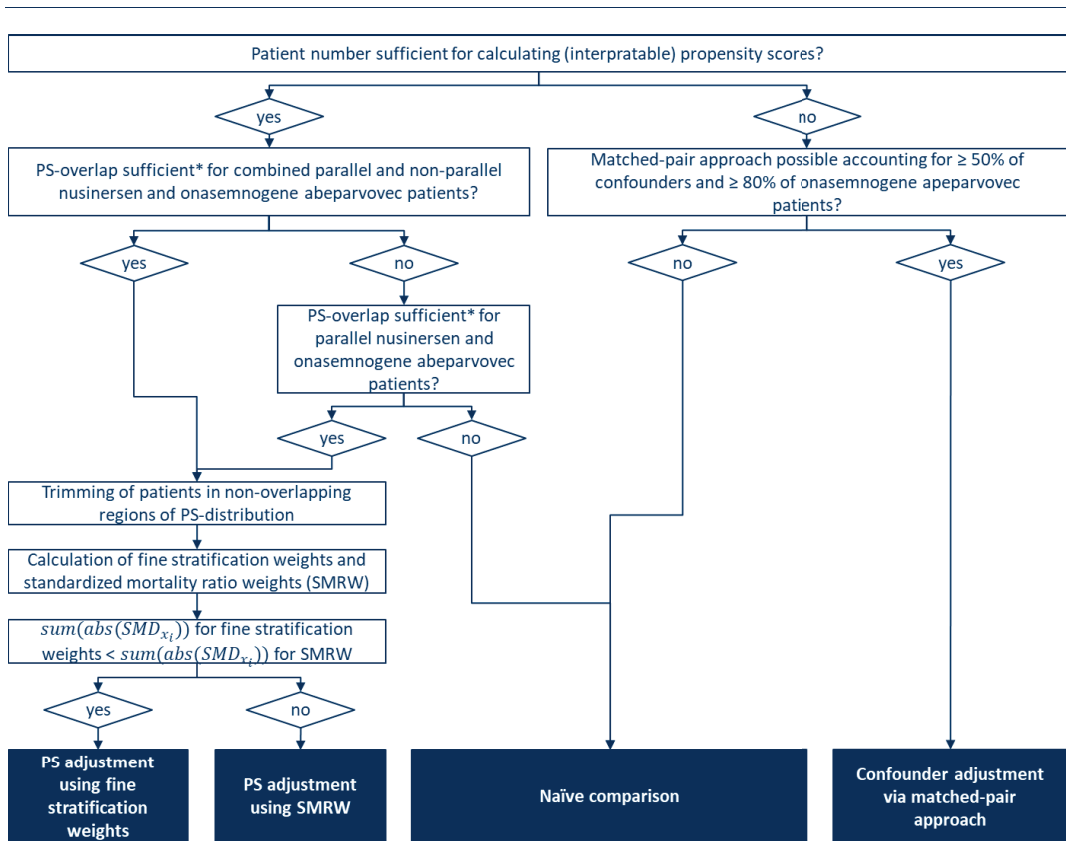 Patient number sufficient for calculating (interpratable) propensity scores?
yes
no
PS-overlap sufficient* for combined parallel and non-parallel
nusinersen and onasemnogene abeparvovec patients?
Matched-pair approach possible accounting for ≥ 50% of
confounders and ≥ 80% of onasemnogene apeparvovec
patients?
yes
no
no
yes
PS-overlap sufficient* for
parallel nusinersen and
onasemnogene abeparvovec
patients?
yes
no
Trimming of patients in non-overlapping
regions of PS-distribution
Calculation of fine stratification weights and
standardized mortality ratio weights (SMRW)
sum(abs(SMD_{x_i})) for fine stratification
weights < sum(abs(SMD_{x_i})) for SMRW
yes
no
PS adjustment
using fine
stratification
weights
PS adjustment
using SMRW
Naïve comparison
Confounder adjustment
via matched-pair
approach